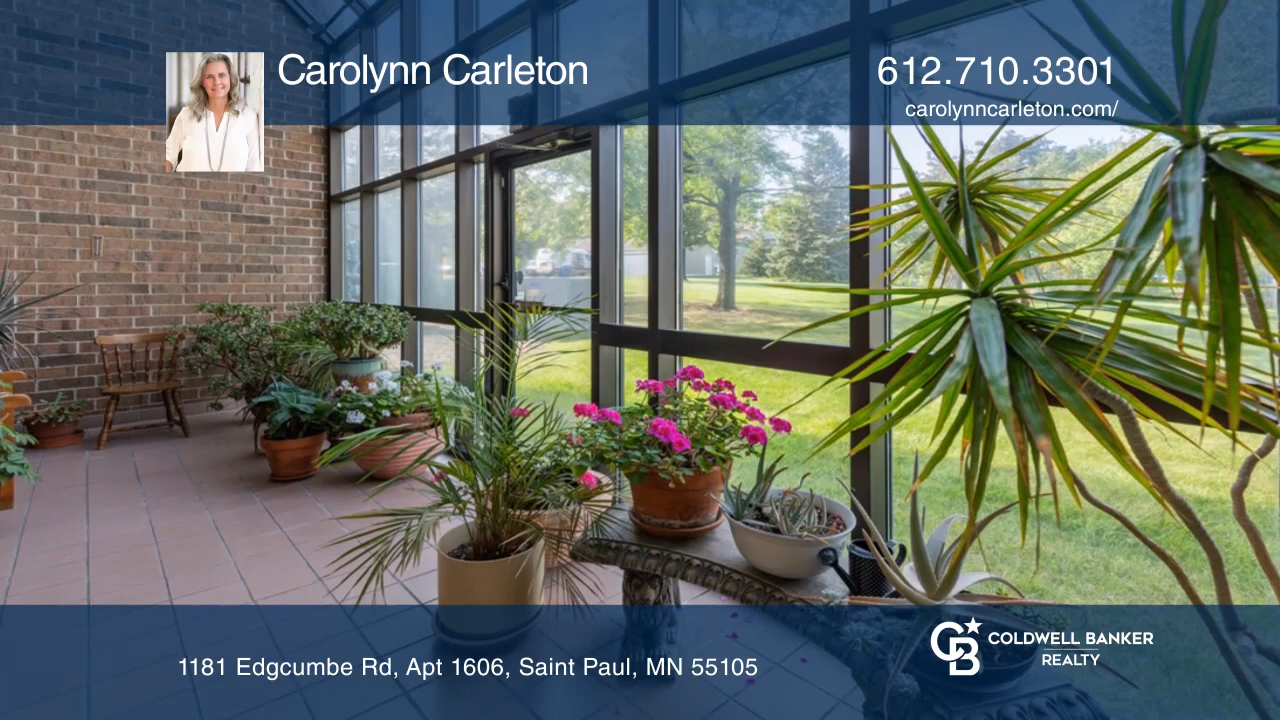 Carolynn Carleton
612.710.3301
carolynncarleton.com/
1181 Edgcumbe Rd, Apt 1606, Saint Paul, MN 55105
CB
COLDWELL BANKER
REALTY